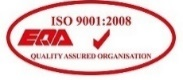 ISO 9001:2008
EQA
QUALITY ASSURED ORGANISATION